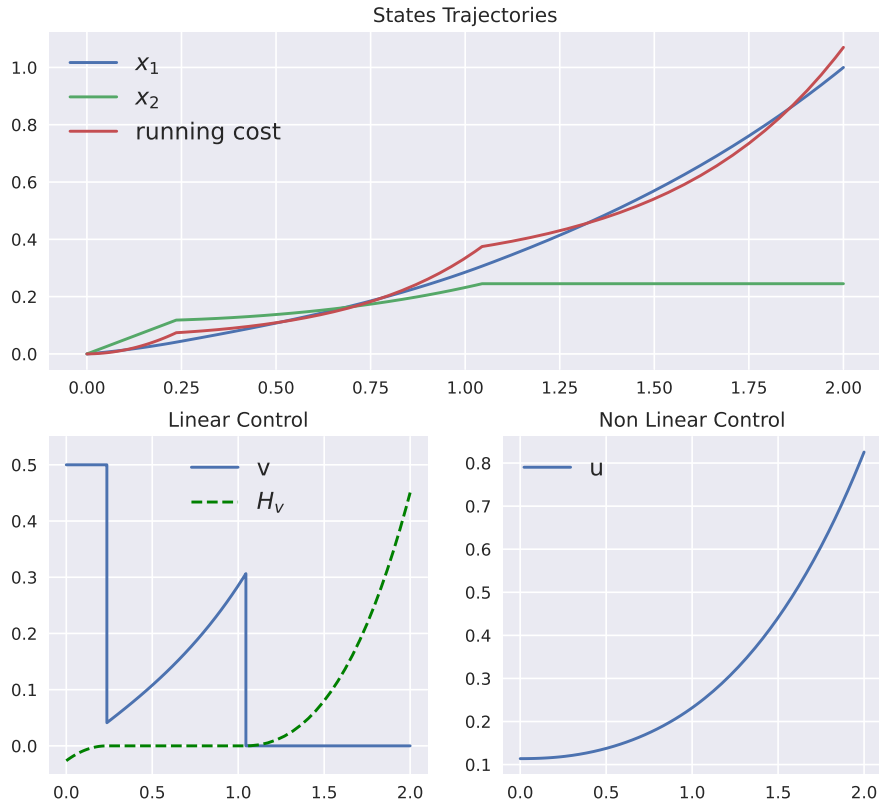 States Trajectories
x₁
x₂
running cost
1.0
0.8
0.6
0.4
0.2
0.0
0.00 0.25 0.50 0.75 1.00 1.25 1.50 1.75 2.00
Linear Control
v
H_v
0.5
0.4
0.3
0.2
0.1
0.0
0.0 0.5 1.0 1.5 2.0
Non Linear Control
u
0.8
0.7
0.6
0.5
0.4
0.3
0.2
0.1
0.0 0.5 1.0 1.5 2.0